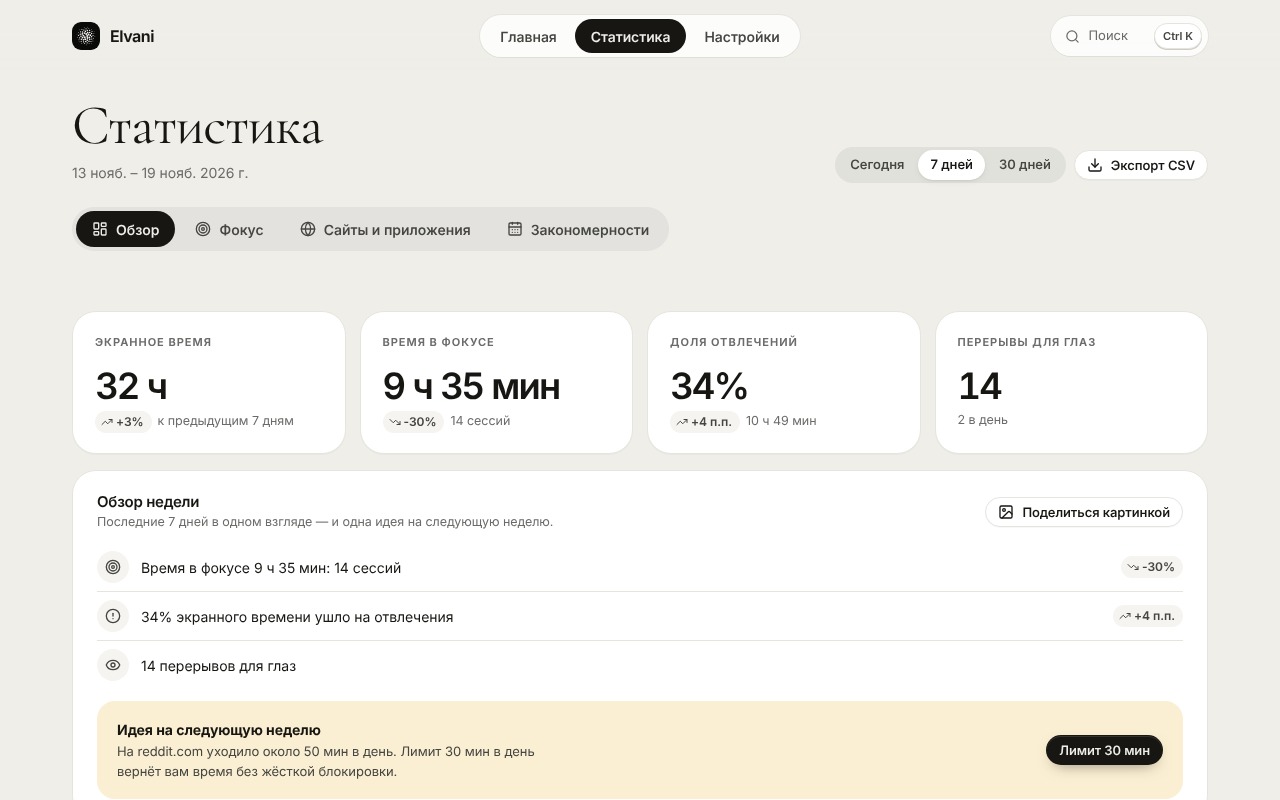 Elvani
Главная
Статистика
Настройки
Поиск
Ctrl K
Статистика
13 нояб. – 19 нояб. 2026 г.
Сегодня
7 дней
30 дней
Экспорт CSV
Обзор
Фокус
Сайты и приложения
Закономерности
ЭКРАННОЕ ВРЕМЯ
32 ч
+3% к предыдущим 7 дням
ВРЕМЯ В ФОКУСЕ
9 ч 35 мин
-30% 14 сессий
ДОЛЯ ОТВЛЕЧЕНИЙ
34%
+4 п.п. 10 ч 49 мин
ПЕРЕРЫВЫ ДЛЯ ГЛАЗ
14
2 в день
Обзор недели
Последние 7 дней в одном взгляде — и одна идея на следующую неделю.
Поделиться картинкой
Время в фокусе 9 ч 35 мин: 14 сессий
-30%
34% экранного времени ушло на отвлечения
+4 п.п.
14 перерывов для глаз
Идея на следующую неделю
На reddit.com уходило около 50 мин в день. Лимит 30 мин в день
вернёт вам время без жёсткой блокировки.
Лимит 30 мин